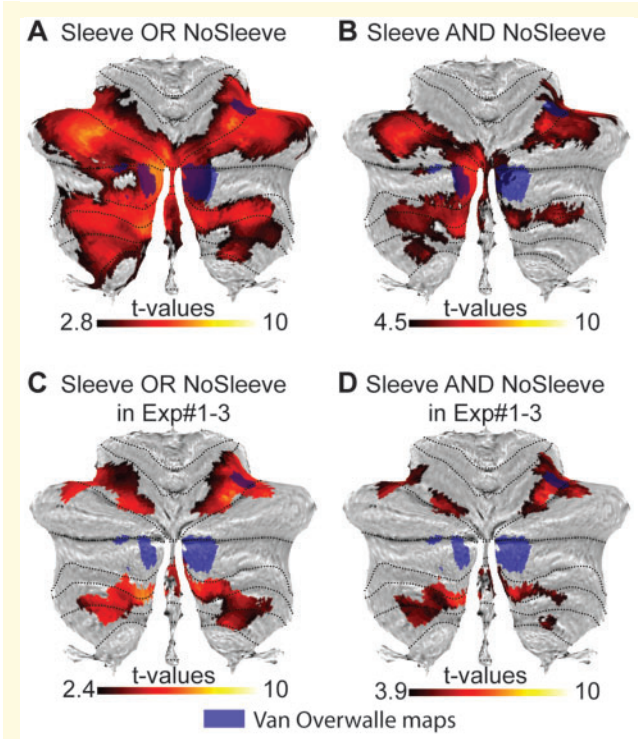 A Sleeve OR NoSleeve
B Sleeve AND NoSleeve
t-values
2.8 10
t-values
4.5 10
C Sleeve OR NoSleeve
in Exp#1-3
D Sleeve AND NoSleeve
in Exp#1-3
t-values
2.4 10
t-values
3.9 10
Van Overwalle maps